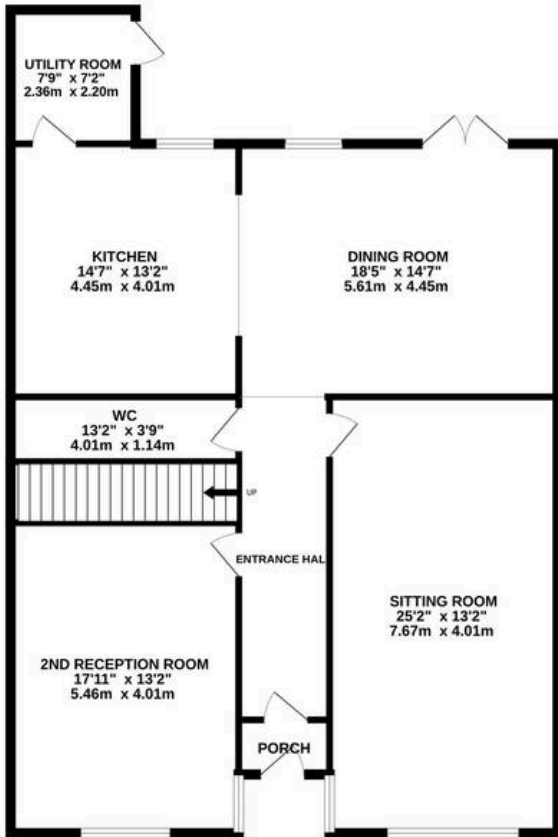 UTILITY ROOM
7'9" x 7'2"
2.36m x 2.20m
KITCHEN
14'7" x 13'2"
4.45m x 4.01m
DINING ROOM
18'5" x 14'7"
5.61m x 4.45m
WC
13'2" x 3'9"
4.01m x 1.14m
UP
ENTRANCE HAL
SITTING ROOM
25'2" x 13'2"
7.67m x 4.01m
2ND RECEPTION ROOM
17'11" x 13'2"
5.46m x 4.01m
PORCH